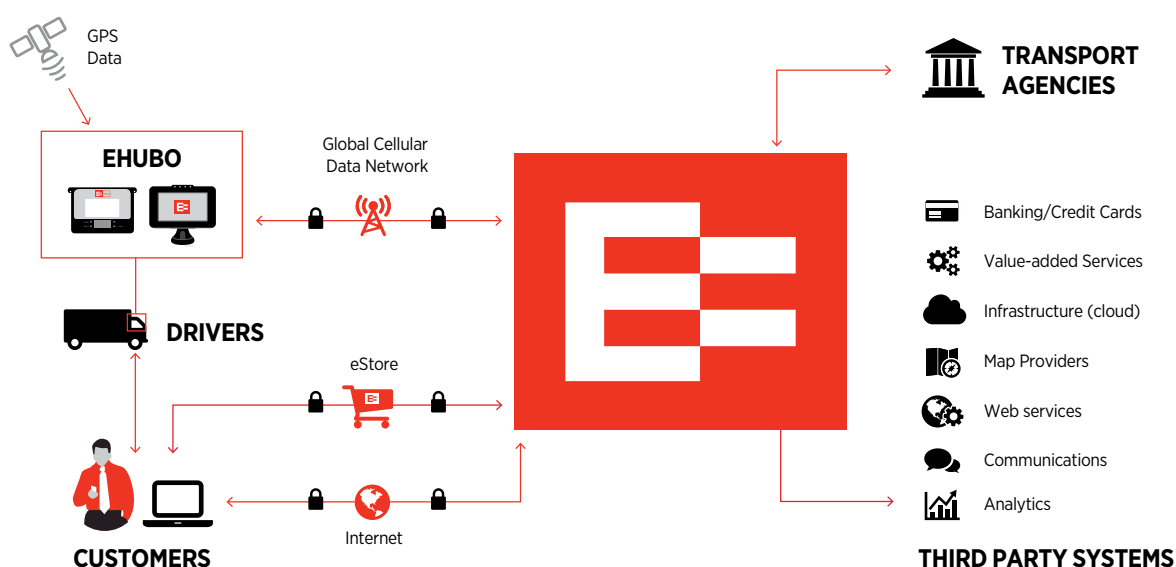 GPS
Data
EHUBO
Global Cellular
Data Network
DRIVERS
eStore
Internet
CUSTOMERS
TRANSPORT
AGENCIES
Banking/Credit Cards
Value-added Services
Infrastructure (cloud)
Map Providers
Web services
Communications
Analytics
THIRD PARTY SYSTEMS